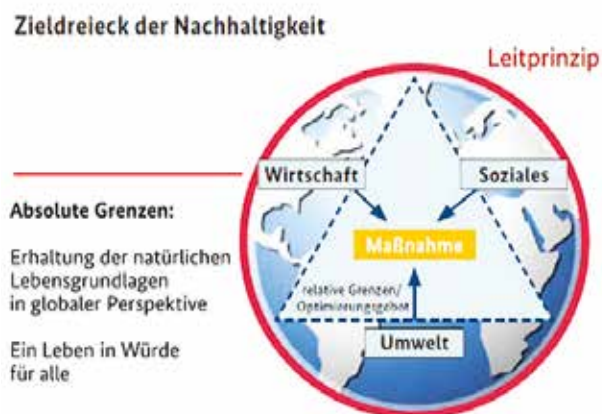 Zieldreieck der Nachhaltigkeit
Leitprinzip
Wirtschaft
Soziales
Absolute Grenzen:
Maßnahme
Erhaltung der natürlichen
Lebensgrundlagen
in globaler Perspektive
relative Grenzen/
Optimierungsgebot
Umwelt
Ein Leben in Würde
für alle